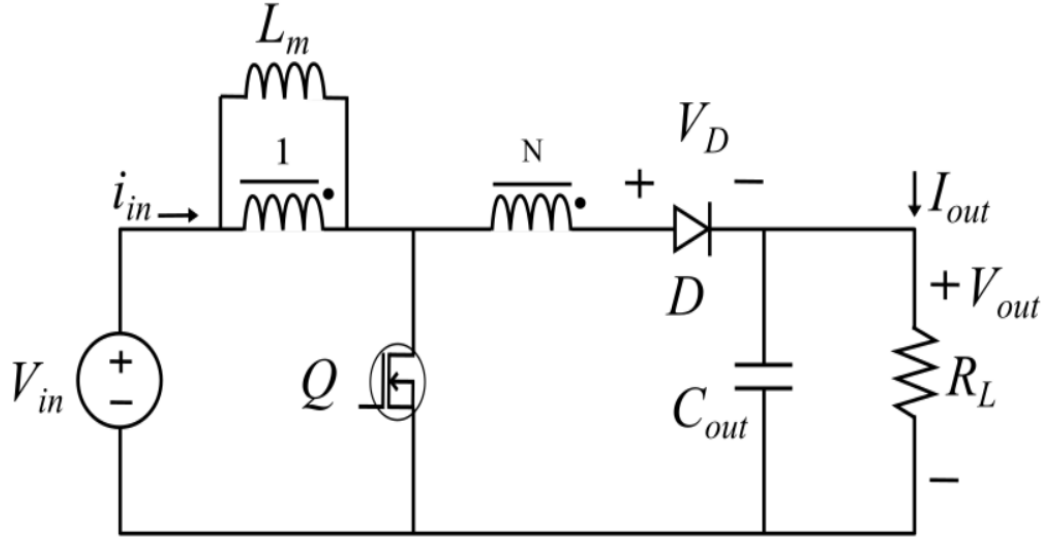 L_m
1
N
V_D
+ −
i_in
I_out
D
+ V_out
V_in
+
−
Q
C_out
R_L
−